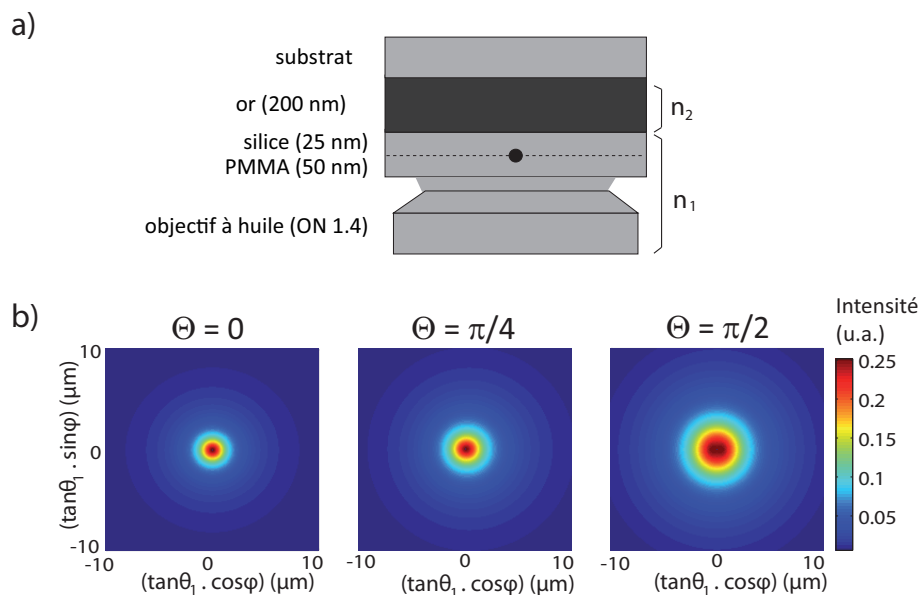 a)
substrat
or (200 nm)
n₂
silice (25 nm)
PMMA (50 nm)
n₁
objectif à huile (ON 1.4)
b)
Θ = 0
Θ = π/4
Θ = π/2
Intensité
(u.a.)
10
0
-10
(tanθ₁ . sinφ) (μm)
-10 0 10
(tanθ₁ . cosφ) (μm)
-10 0 10
(tanθ₁ . cosφ) (μm)
-10 0 10
(tanθ₁ . cosφ) (μm)
0.25
0.20
0.15
0.10
0.05